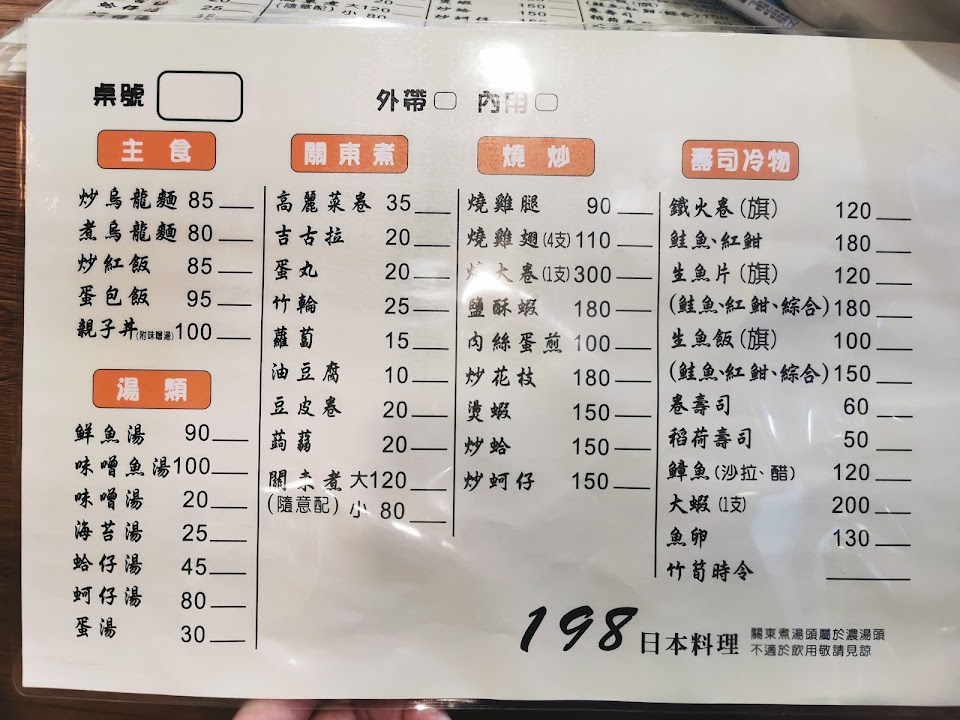 桌號
外帶 內用
主食
炒烏龍麵 85
煮烏龍麵 80
炒紅飯 85
蛋包飯 95
親子丼(附味噌湯)100
湯類
鮮魚湯 90
味噌魚湯100
味噌湯 20
海苔湯 25
蛤仔湯 45
蚵仔湯 80
蛋湯 30
關東煮
高麗菜卷 35
吉古拉 20
蛋丸 20
竹輪 25
蘿蔔 15
油豆腐 10
豆皮卷 20
蒟蒻 20
關東煮 大120
(隨意配) 小 80
燒炒
燒雞腿 90
燒雞翅(4支)110
燒大卷(1支)300
鹽酥蝦 180
肉絲蛋煎 100
炒花枝 180
燙蝦 150
炒蛤 150
炒蚵仔 150
壽司冷物
鐵火卷(旗) 120
鮭魚、紅魽 180
生魚片(旗) 120
(鮭魚、紅魽、綜合)180
生魚飯(旗) 100
(鮭魚、紅魽、綜合)150
卷壽司 60
稻荷壽司 50
鱆魚(沙拉、醋) 120
大蝦(1支) 200
魚卵 130
竹筍時令
198 日本料理
關東煮湯頭屬於濃湯頭
不適於飲用敬請見諒